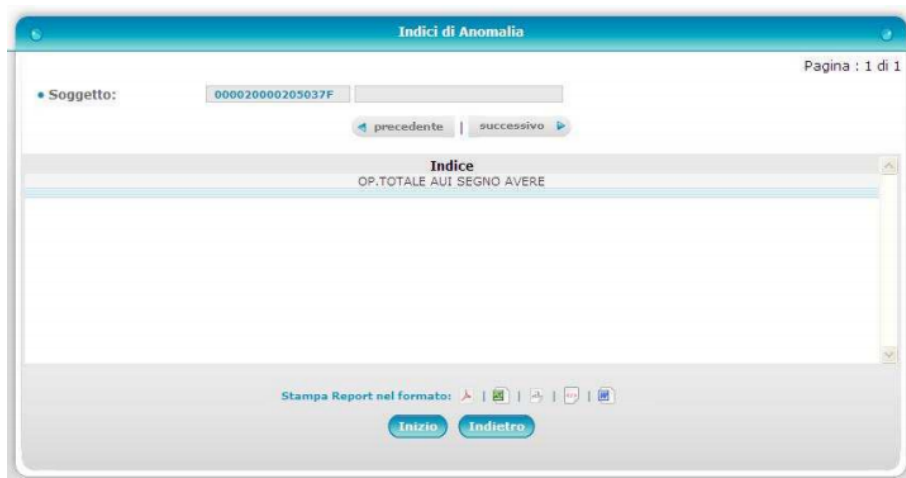 Indici di Anomalia
Pagina : 1 di 1
• Soggetto: 000020000205037F
precedente | successivo
Indice
OP.TOTALE AUI SEGNO AVERE
Stampa Report nel formato: | | | |
Inizio Indietro